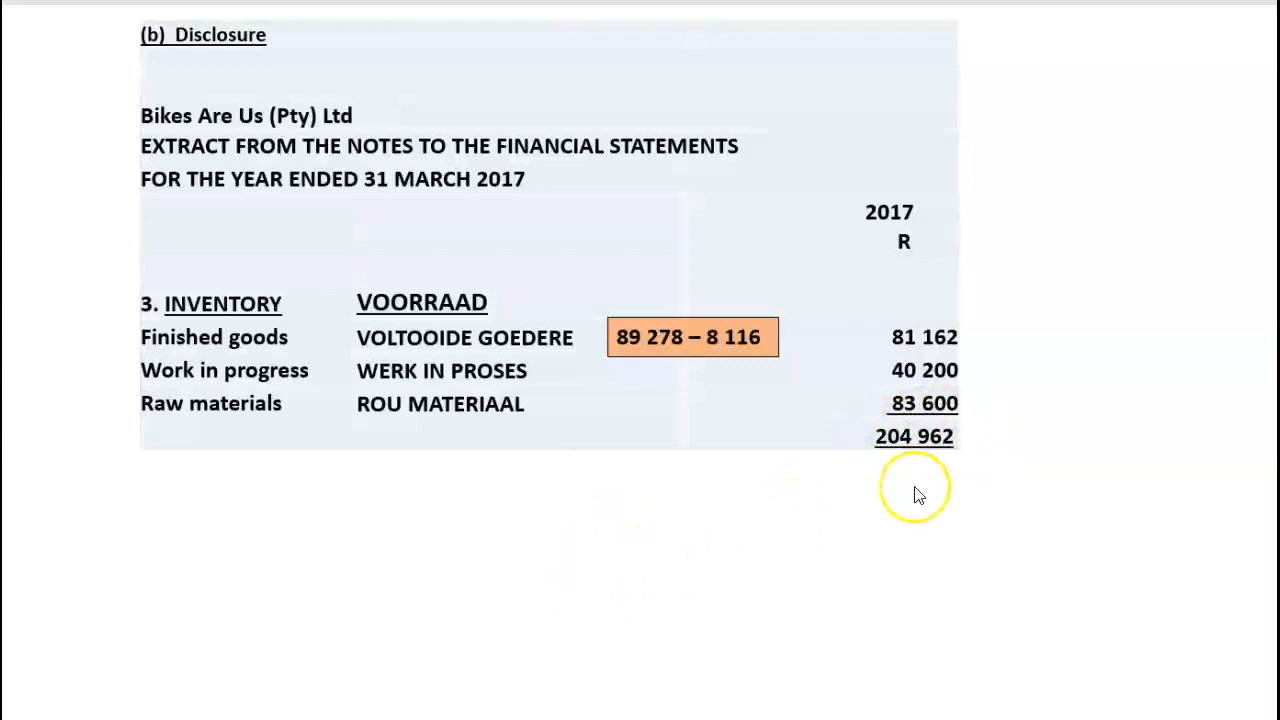 (b) Disclosure
Bikes Are Us (Pty) Ltd
EXTRACT FROM THE NOTES TO THE FINANCIAL STATEMENTS
FOR THE YEAR ENDED 31 MARCH 2017
2017
R
3. INVENTORY VOORRAAD
Finished goods VOLTOOIDE GOEDERE 89 278 – 8 116 81 162
Work in progress WERK IN PROSES 40 200
Raw materials ROU MATERIAAL 83 600
204 962